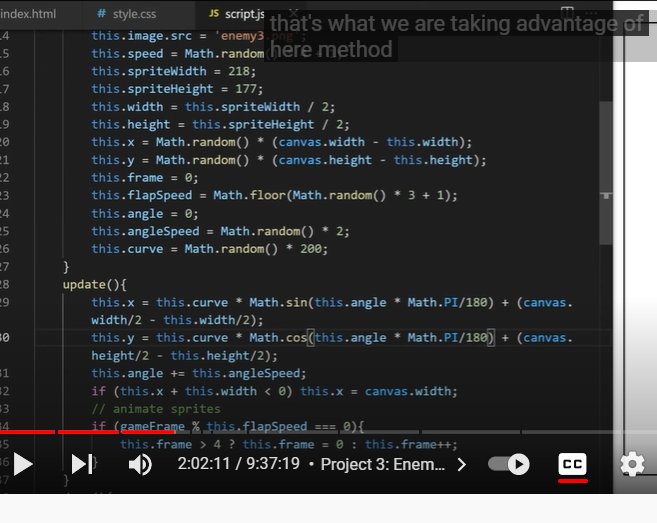 index.html # style.css JS script.js
that's what we are taking advantage of
here method
14 this.image.src = 'enemy3.png';
15 this.speed = Math.random()
16 this.spriteWidth = 218;
17 this.spriteHeight = 177;
18 this.width = this.spriteWidth / 2;
19 this.height = this.spriteHeight / 2;
20 this.x = Math.random() * (canvas.width - this.width);
21 this.y = Math.random() * (canvas.height - this.height);
22 this.frame = 0;
23 this.flapSpeed = Math.floor(Math.random() * 3 + 1);
24 this.angle = 0;
25 this.angleSpeed = Math.random() * 2;
26 this.curve = Math.random() * 200;
27 }
28 update(){
29 this.x = this.curve * Math.sin(this.angle * Math.PI/180) + (canvas.
width/2 - this.width/2);
30 this.y = this.curve * Math.cos(this.angle * Math.PI/180) + (canvas.
height/2 - this.height/2);
31 this.angle += this.angleSpeed;
32 if (this.x + this.width < 0) this.x = canvas.width;
33 // animate sprites
34 if (gameFrame % this.flapSpeed === 0){
35 this.frame > 4 ? this.frame = 0 : this.frame++;
36 }
37 }
2:02:11 / 9:37:19 • Project 3: Enem... CC